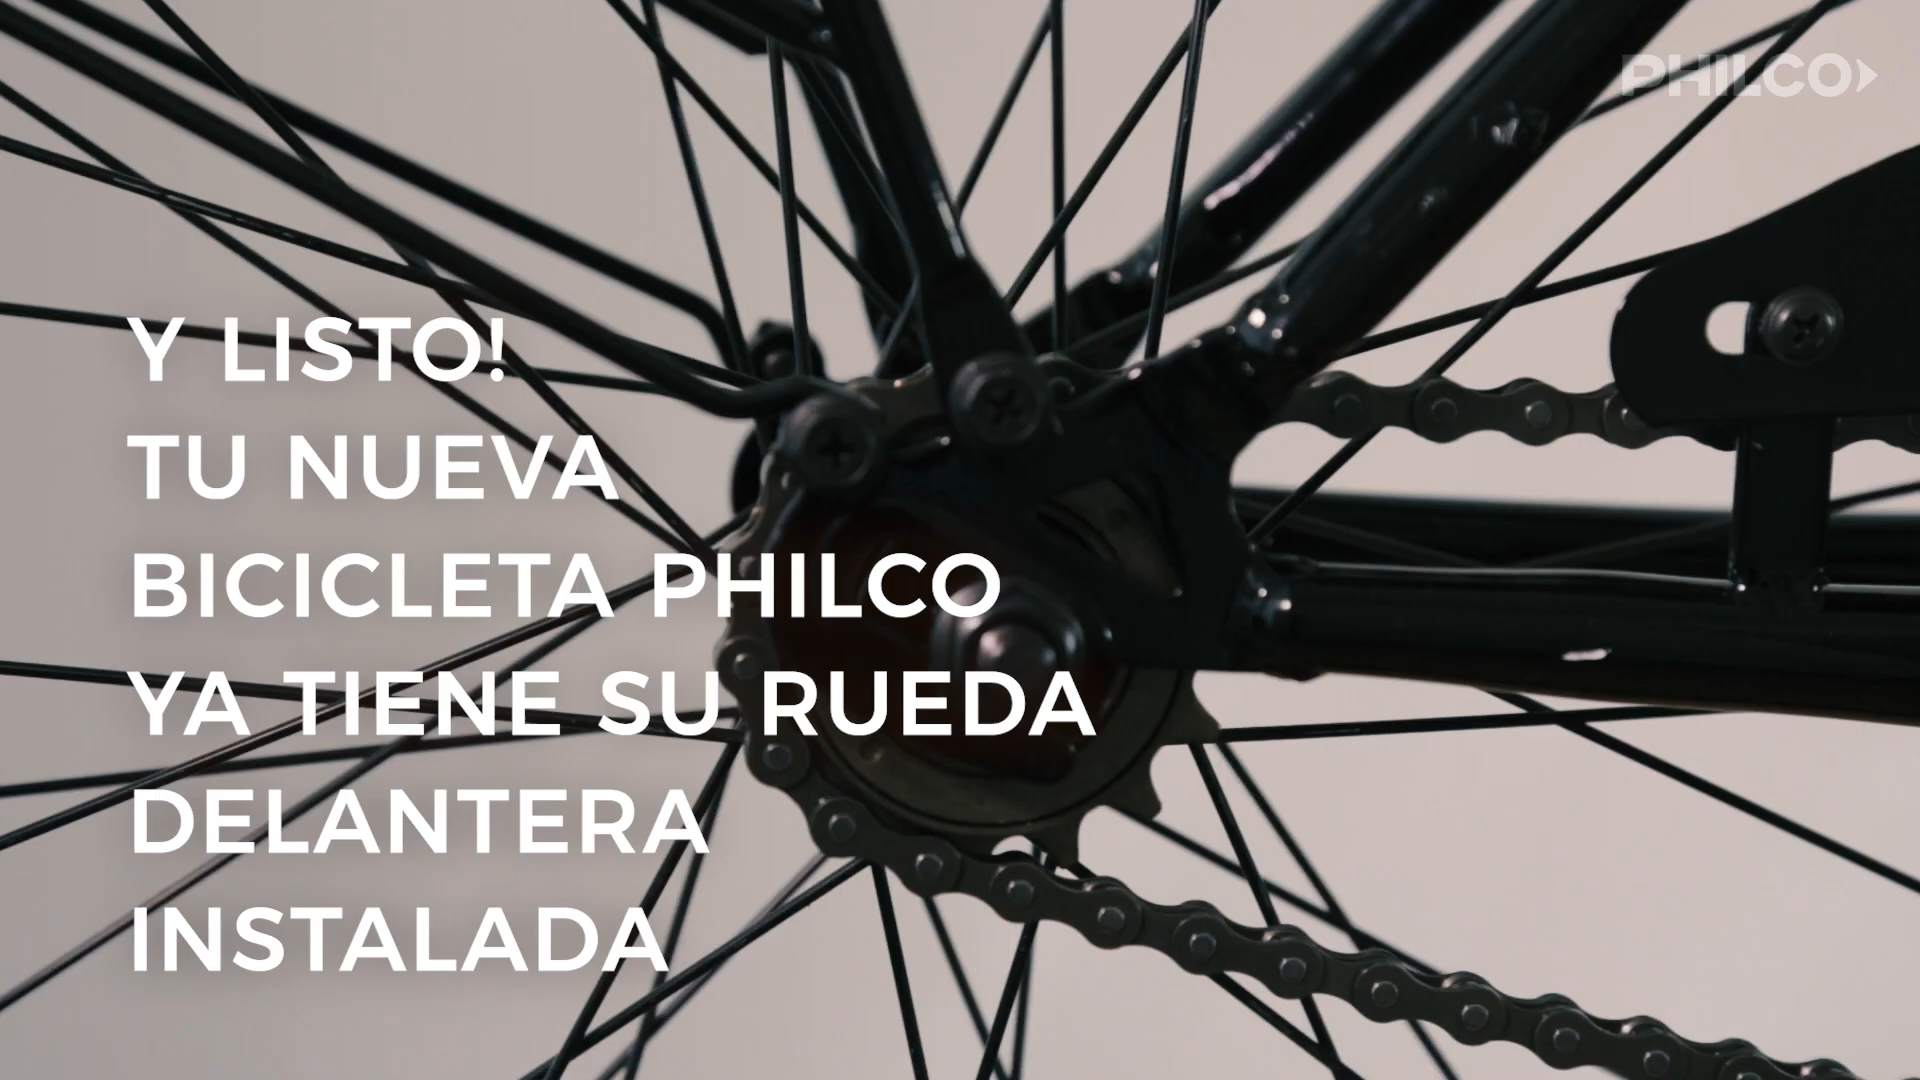 PHILCO
Y LISTO!
TU NUEVA
BICICLETA PHILCO
YA TIENE SU RUEDA
DELANTERA
INSTALADA